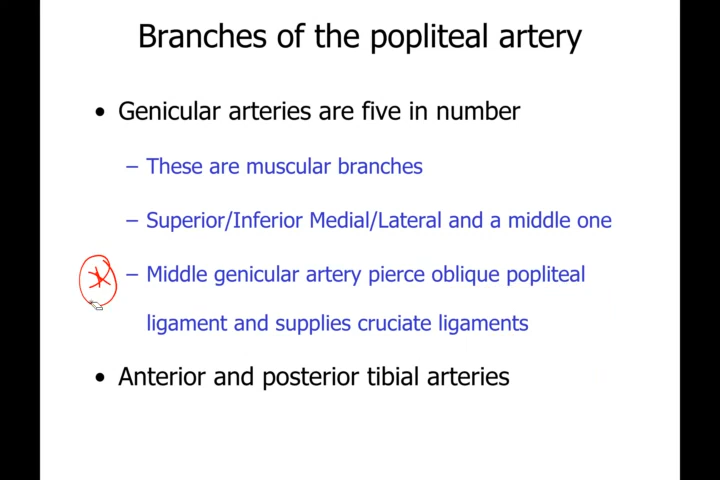 Branches of the popliteal artery
• Genicular arteries are five in number
– These are muscular branches
– Superior/Inferior Medial/Lateral and a middle one
– Middle genicular artery pierce oblique popliteal
ligament and supplies cruciate ligaments
• Anterior and posterior tibial arteries